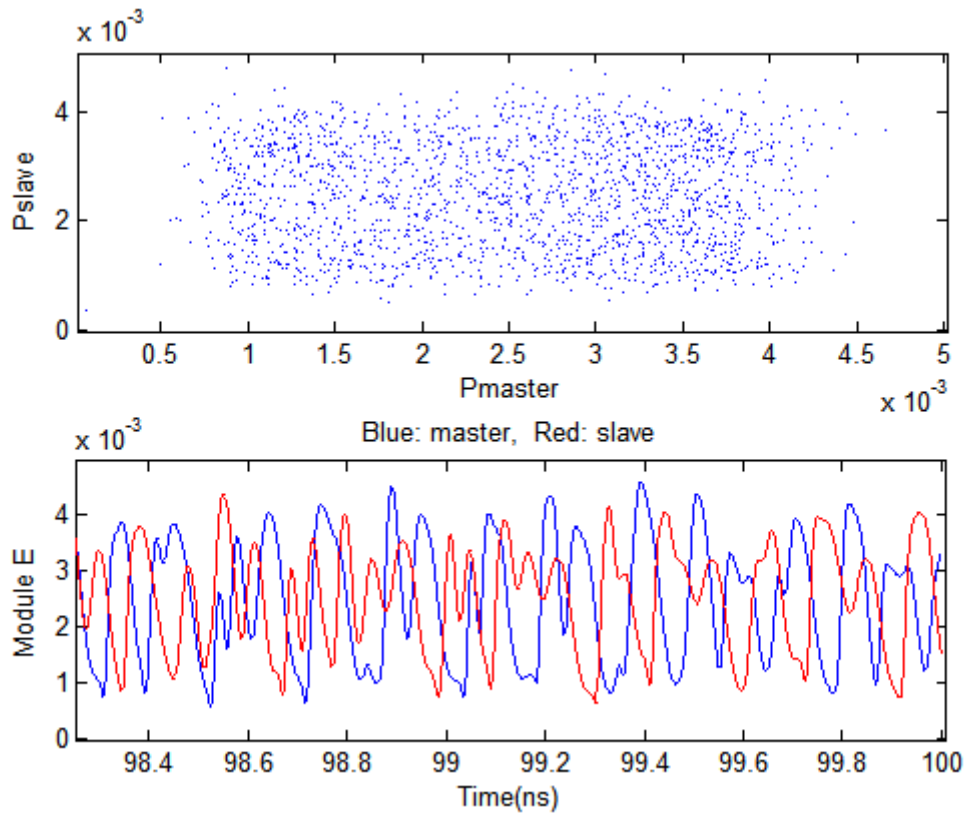 x 10^-3
4
2
0
Pslave
0.5 1 1.5 2 2.5 3 3.5 4 4.5 5
Pmaster
x 10^-3
x 10^-3
Blue: master, Red: slave
4
3
2
1
0
Module E
98.4 98.6 98.8 99 99.2 99.4 99.6 99.8 100
Time(ns)